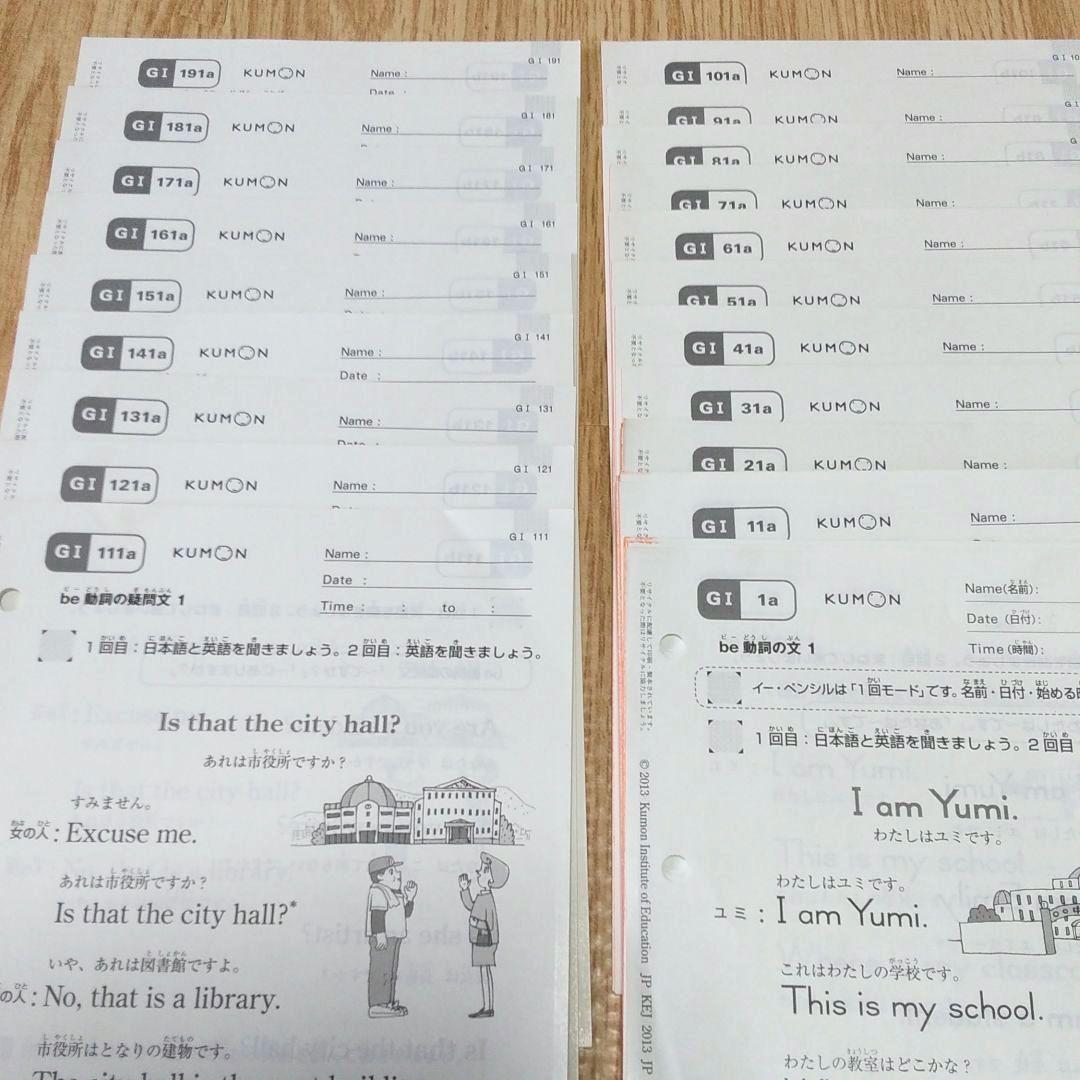 GI 191a KUMON Name : GI 191
Date :
GI 181a KUMON Name : GI 181
GI 171a KUMON Name : GI 171
GI 161a KUMON Name : GI 161
GI 151a KUMON Name : GI 151
GI 141a KUMON Name : GI 141
Date :
GI 131a KUMON Name : GI 131
Date :
GI 121a KUMON Name : GI 121
GI 111a KUMON Name : GI 111
Date :
Time : : to :
be動詞の疑問文 1
1回目：日本語と英語を聞きましょう。2回目：英語を聞きましょう。
Is that the city hall?
あれは市役所ですか？
すみません。
女の人 : Excuse me.
あれは市役所ですか？
Is that the city hall?*
いや、あれは図書館ですよ。
の人 : No, that is a library.
市役所はとなりの建物です。
GI 101a KUMON Name :
GI 91a KUMON Name :
GI 81a KUMON Name :
GI 71a KUMON Name :
GI 61a KUMON Name :
GI 51a KUMON Name :
GI 41a KUMON Name :
GI 31a KUMON Name :
GI 21a KUMON Name :
GI 11a KUMON Name :
GI 1a KUMON Name(名前):
Date (日付):
Time (時間):
be動詞の文 1
イー・ペンシルは「1回モード」です。名前・日付・始める
1回目：日本語と英語を聞きましょう。2回目
I am Yumi.
わたしはユミです。
わたしはユミです。
ユミ : I am Yumi.
これはわたしの学校です。
This is my school.
わたしの教室はどこかな？
©2013 Kumon Institute of Education JP KEJ 2013 JP